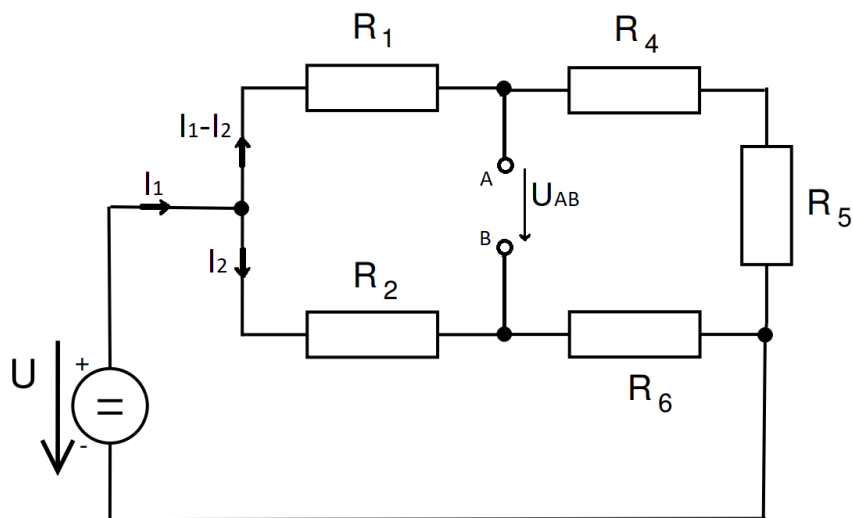 R1
R4
I1-I2
I1
A
UAB
R5
B
I2
R2
U
+
=
-
R6